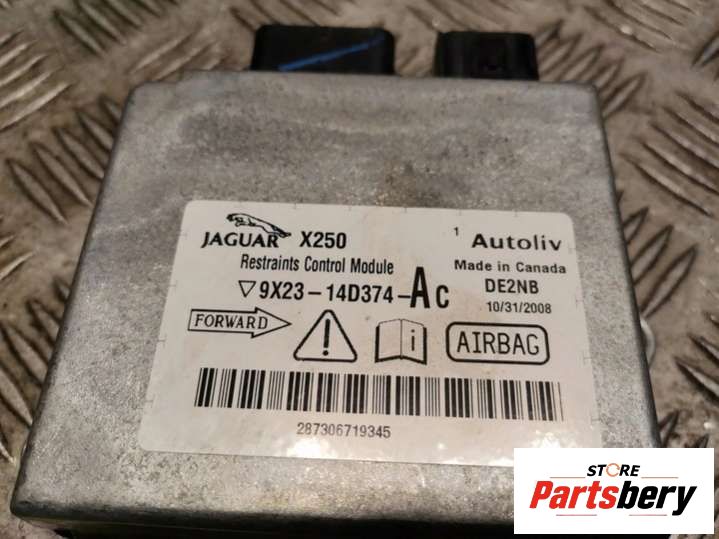 JAGUAR X250
1 Autoliv
Restraints Control Module
Made in Canada
▽9X23-14D374-AC
DE2NB
10/31/2008
FORWARD
i
AIRBAG
287306719345
STORE
Partsbery